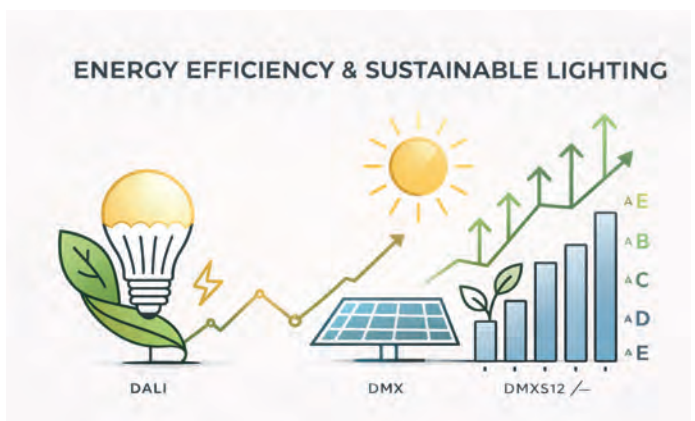 ENERGY EFFICIENCY & SUSTAINABLE LIGHTING
A E
A B
A C
A D
A E
DALI
DMX
DMXS12 /—